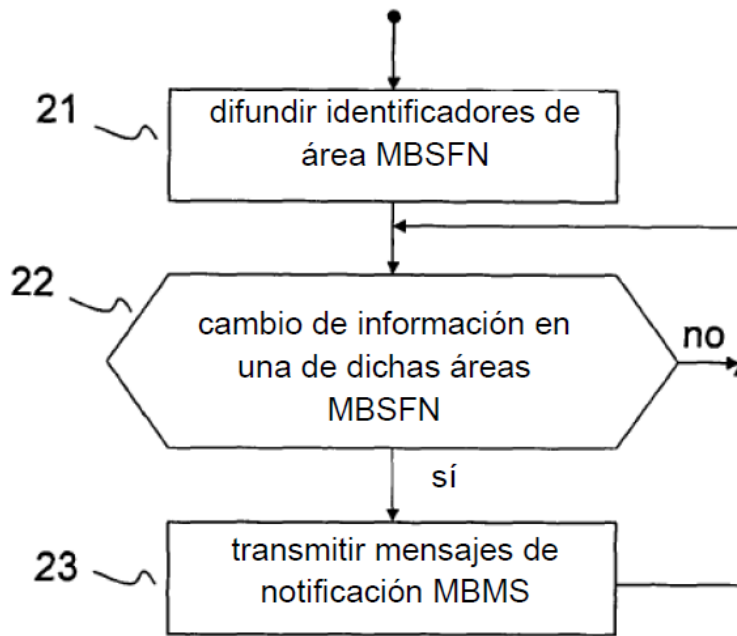 21
difundir identificadores de
área MBSFN
22
cambio de información en
una de dichas áreas
MBSFN
no
sí
23
transmitir mensajes de
notificación MBMS